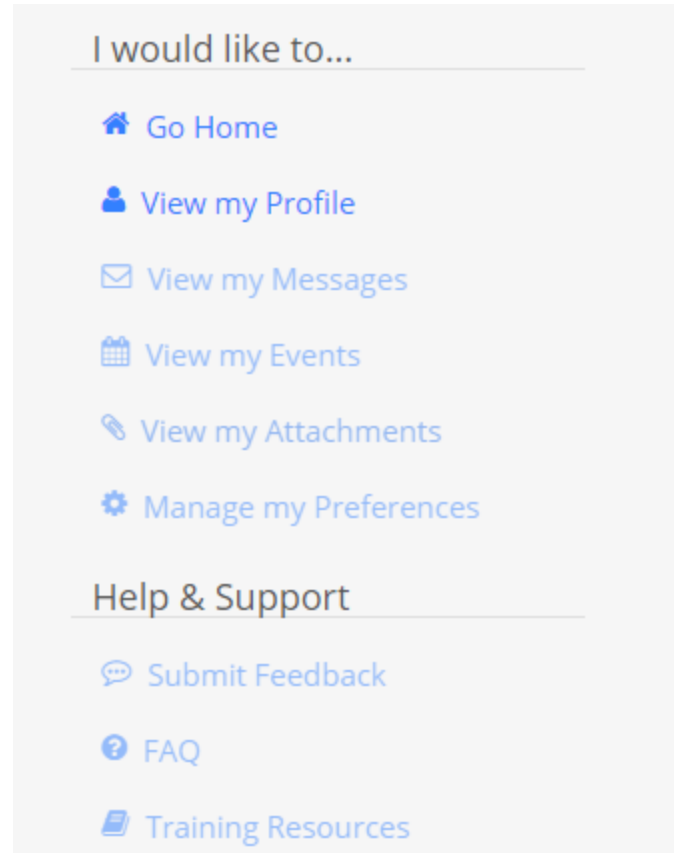 I would like to...
Go Home
View my Profile
View my Messages
View my Events
View my Attachments
Manage my Preferences
Help & Support
Submit Feedback
FAQ
Training Resources